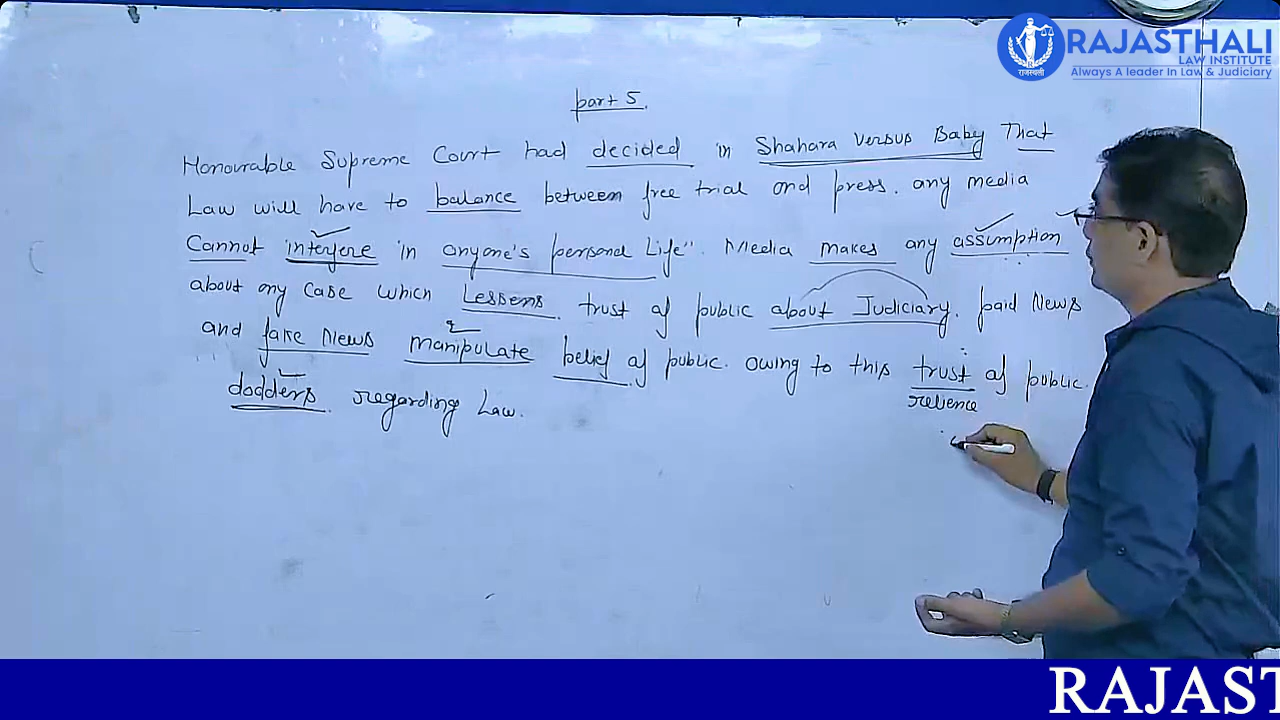 RAJASTHALI
LAW INSTITUTE
Always A leader In Law & Judiciary
राजस्थली
part 5.
Honourable Supreme Court had decided in Shahara Versus Baby That
Law will have to balance between free trial and press. any media
Cannot interfere in anyone's personal Life". Media makes any assumption
about any case which Lessens trust of public about Judiciary. paid News
and fake News manipulate belief of public. owing to this trust of public
relience
dodders regarding Law.
RAJAST